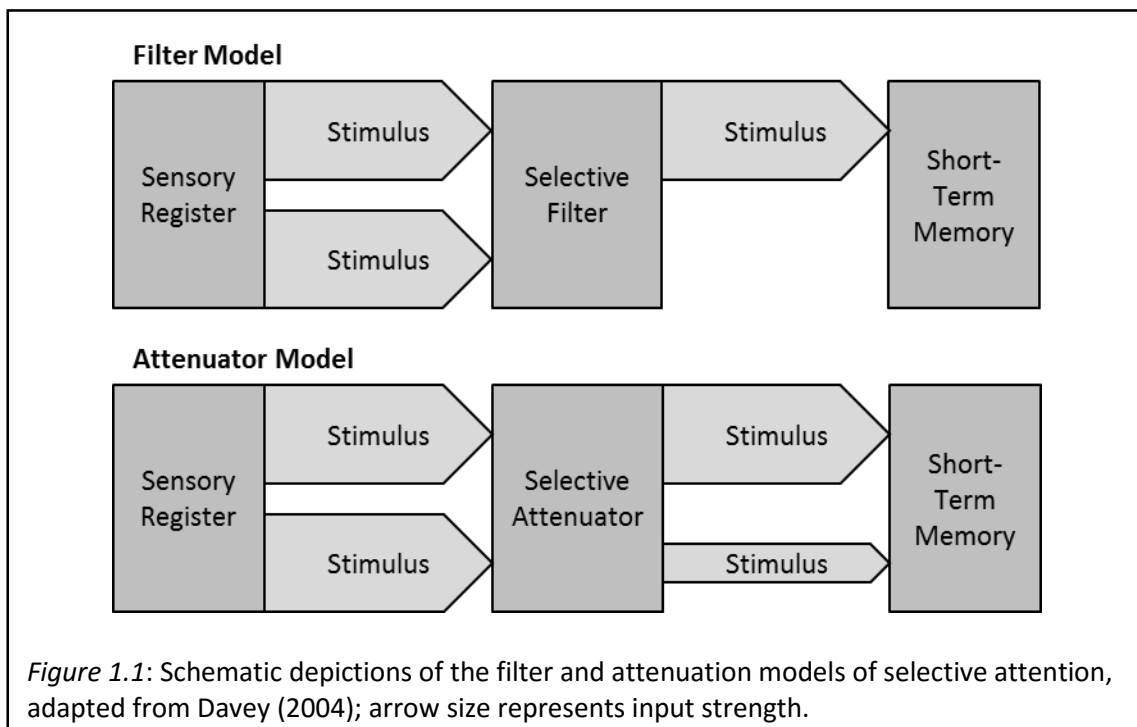 Filter Model
Sensory
Register
Stimulus
Stimulus
Selective
Filter
Stimulus
Short-
Term
Memory
Attenuator Model
Sensory
Register
Stimulus
Stimulus
Selective
Attenuator
Stimulus
Stimulus
Short-
Term
Memory
Figure 1.1: Schematic depictions of the filter and attenuation models of selective attention,
adapted from Davey (2004); arrow size represents input strength.